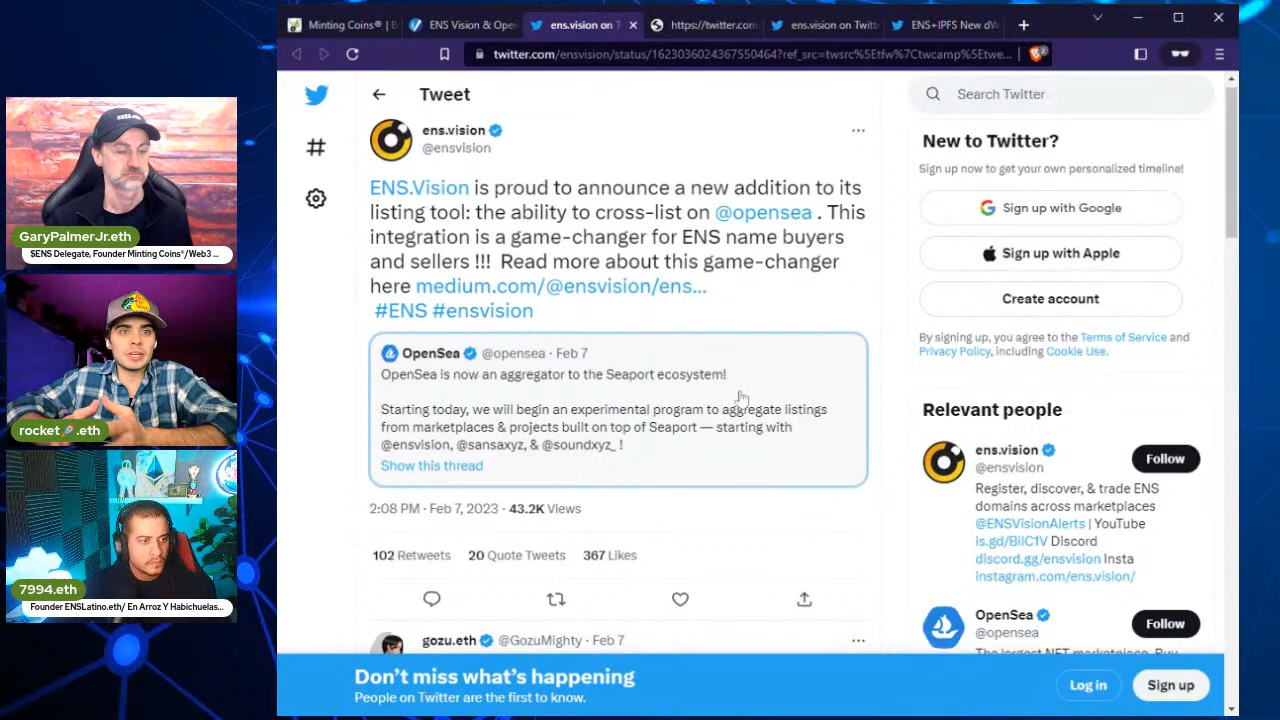 Minting Coins® | B
ENS Vision & Ope
ens.vision on T
https://twitter.con
ens.vision on Twitt
ENS+IPFS New dW
twitter.com/ensvision/status/1623036024367550464?ref_src=twsrc%5Etfw%7Ctwcamp%5Etwe...
2
Tweet
Search Twitter
ens.vision
@ensvision
ENS.Vision is proud to announce a new addition to its
listing tool: the ability to cross-list on @opensea . This
integration is a game-changer for ENS name buyers
and sellers !!! Read more about this game-changer
here medium.com/@ensvision/ens...
#ENS #ensvision
OpenSea @opensea · Feb 7
OpenSea is now an aggregator to the Seaport ecosystem!
Starting today, we will begin an experimental program to aggregate listings
from marketplaces & projects built on top of Seaport — starting with
@ensvision, @sansaxyz, & @soundxyz_ !
Show this thread
2:08 PM · Feb 7, 2023 · 43.2K Views
102 Retweets 20 Quote Tweets 367 Likes
gozu.eth @GozuMighty · Feb 7
New to Twitter?
Sign up now to get your own personalized timeline!
Sign up with Google
Sign up with Apple
Create account
By signing up, you agree to the Terms of Service and
Privacy Policy, including Cookie Use.
Relevant people
ens.vision
@ensvision
Follow
Register, discover, & trade ENS
domains across marketplaces
@ENSVisionAlerts | YouTube
is.gd/BilC1V Discord
discord.gg/ensvision Insta
instagram.com/ens.vision/
OpenSea
@opensea
Follow
The largest NFT marketplace. Buy
Don't miss what's happening
People on Twitter are the first to know.
Log in
Sign up
GaryPalmerJr.eth
$ENS Delegate, Founder Minting Coins®/Web3 ...
rocket🚀.eth
7994.eth
Founder ENSLatino.eth/ En Arroz Y Habichuelas...